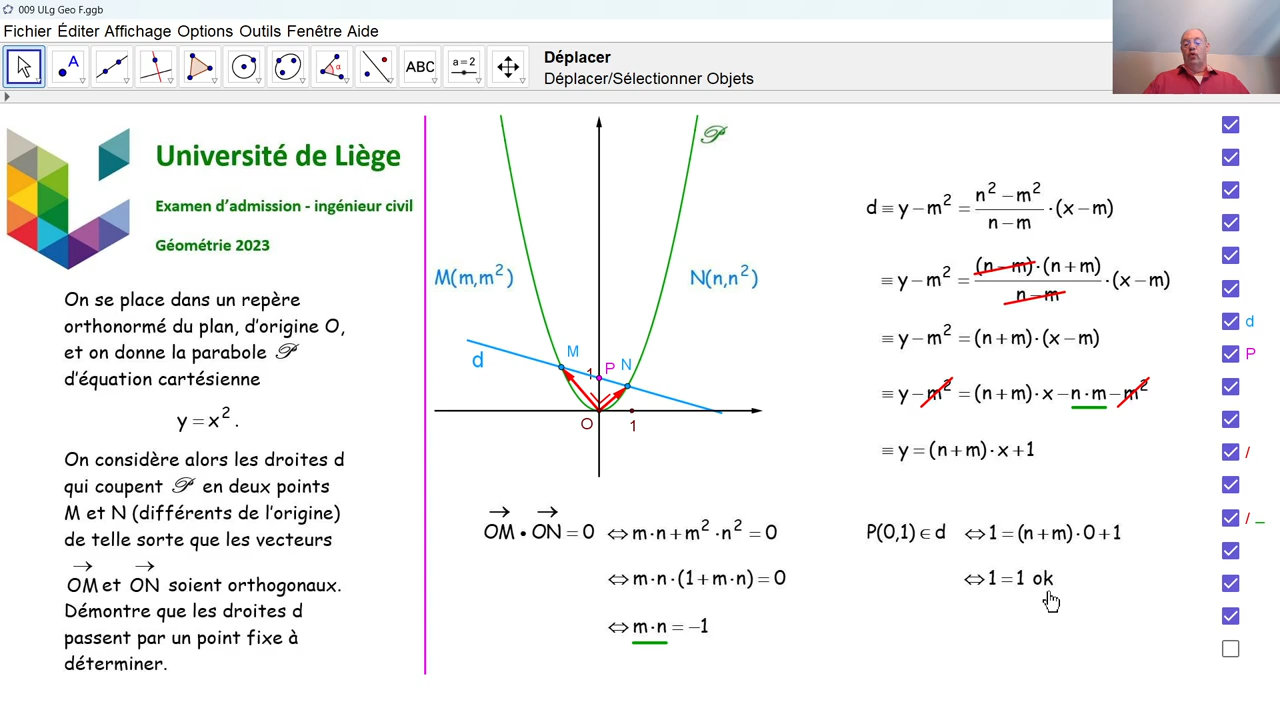 009 ULg Geo F.ggb
Fichier Éditer Affichage Options Outils Fenêtre Aide
A
α
ABC
a=2
Déplacer
Déplacer/Sélectionner Objets
Université de Liège
Examen d'admission - ingénieur civil
Géométrie 2023
On se place dans un repère
orthonormé du plan, d'origine O,
et on donne la parabole 𝒫
d'équation cartésienne
y = x².
On considère alors les droites d
qui coupent 𝒫 en deux points
M et N (différents de l'origine)
de telle sorte que les vecteurs
OM⃗ et ON⃗ soient orthogonaux.
Démontre que les droites d
passent par un point fixe à
déterminer.
𝒫
M(m,m²)
N(n,n²)
d
M
1
P
N
O
1
OM⃗ • ON⃗ = 0 ⇔ m·n + m²·n² = 0
⇔ m·n·(1+m·n) = 0
⇔ m·n = −1
d ≡ y − m² = (n² − m²)/(n − m) · (x − m)
≡ y − m² = (n − m)·(n + m)/(n − m) · (x − m)
≡ y − m² = (n + m)·(x − m)
≡ y − m² = (n + m)·x − n·m − m²
≡ y = (n + m)·x + 1
P(0,1) ∈ d ⇔ 1 = (n + m)·0 + 1
⇔ 1 = 1 ok
d
P
/
/ _